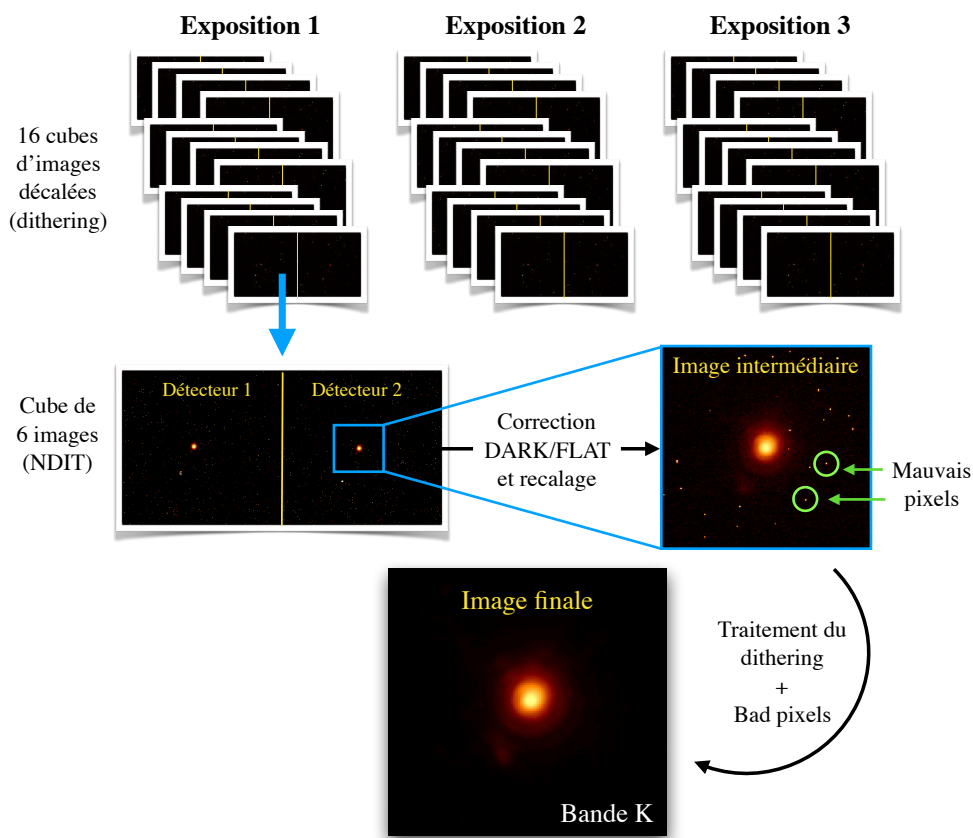 Exposition 1
Exposition 2
Exposition 3
16 cubes
d'images
décalées
(dithering)
Détecteur 1
Détecteur 2
Cube de
6 images
(NDIT)
Correction
DARK/FLAT
et recalage
Image intermédiaire
Mauvais
pixels
Image finale
Bande K
Traitement du
dithering
+
Bad pixels